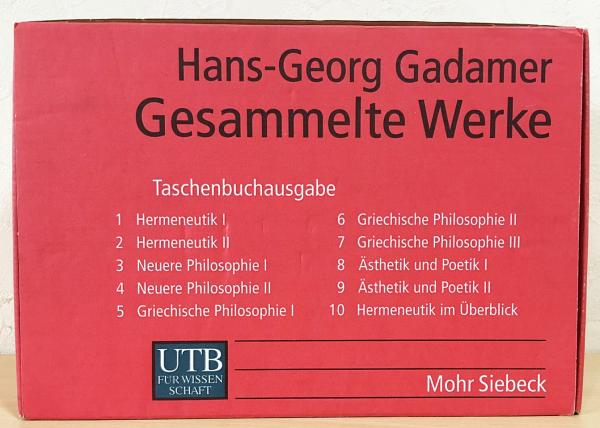 Hans-Georg Gadamer
Gesammelte Werke
Taschenbuchausgabe
1 Hermeneutik I
2 Hermeneutik II
3 Neuere Philosophie I
4 Neuere Philosophie II
5 Griechische Philosophie I
6 Griechische Philosophie II
7 Griechische Philosophie III
8 Ästhetik und Poetik I
9 Ästhetik und Poetik II
10 Hermeneutik im Überblick
UTB
FÜR WISSEN
SCHAFT
Mohr Siebeck